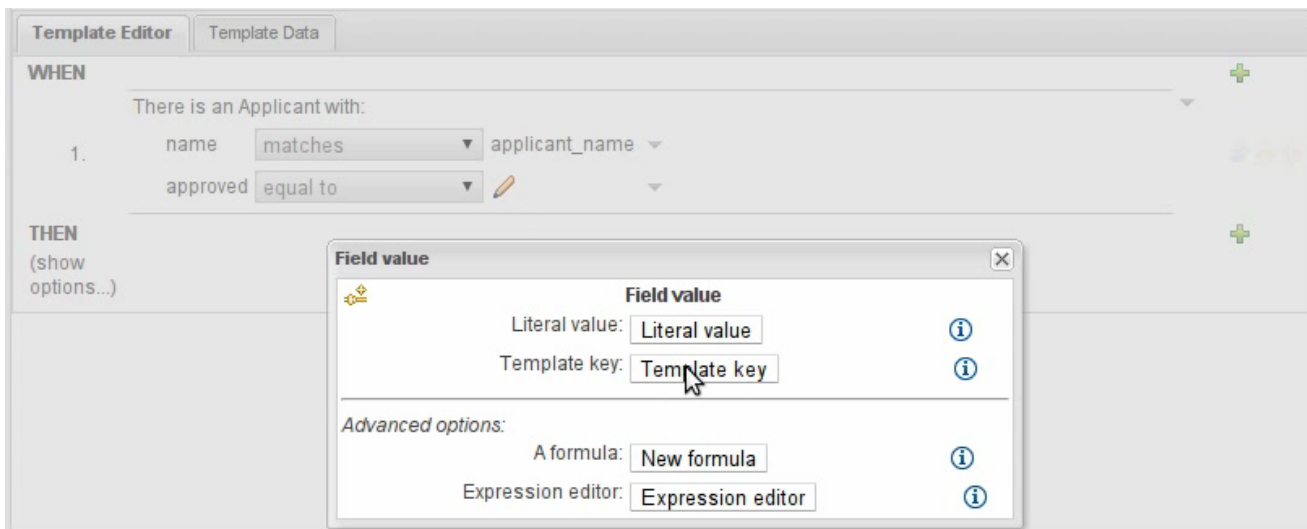 Template Editor Template Data
WHEN
There is an Applicant with:
1.
name matches applicant_name
approved equal to
THEN
(show
options...)
Field value
Field value
Literal value: Literal value
Template key: Template key
Advanced options:
A formula: New formula
Expression editor: Expression editor